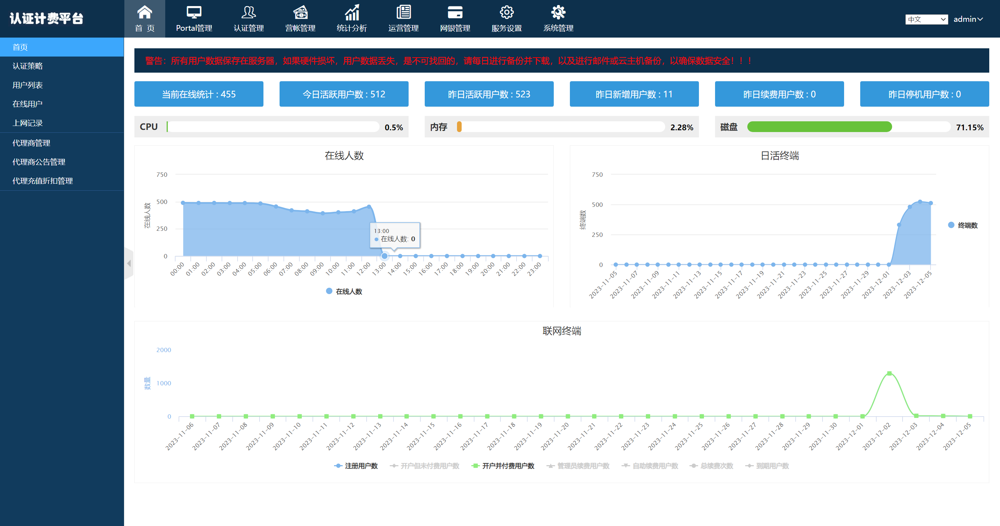 认证计费平台
首 页
Portal管理
认证管理
营帐管理
统计分析
运营管理
网银管理
服务设置
系统管理
中文
admin
首页
认证策略
用户列表
在线用户
上网记录
代理商管理
代理商公告管理
代理充值折扣管理
警告：所有用户数据保存在服务器，如果硬件损坏，用户数据丢失，是不可找回的，请每日进行备份并下载，以及进行邮件或云主机备份，以确保数据安全！！！
当前在线统计 : 455
今日活跃用户数 : 512
昨日活跃用户数 : 523
昨日新增用户数 : 11
昨日续费用户数 : 0
昨日停机用户数 : 0
CPU 0.5%
内存 2.28%
磁盘 71.15%
在线人数
750
500
250
0
在线人数
13:00
在线人数: 0
00:00 01:00 02:00 03:00 04:00 05:00 06:00 07:00 08:00 09:00 10:00 11:00 12:00 13:00 14:00 15:00 16:00 17:00 18:00 19:00 20:00 21:00 22:00 23:00
在线人数
日活终端
750
500
250
0
终端数
2023-11-05 2023-11-07 2023-11-09 2023-11-11 2023-11-13 2023-11-15 2023-11-17 2023-11-19 2023-11-21 2023-11-23 2023-11-25 2023-11-27 2023-11-29 2023-12-01 2023-12-03 2023-12-05
终端数
联网终端
2000
1000
0
数量
2023-11-06 2023-11-07 2023-11-08 2023-11-09 2023-11-10 2023-11-11 2023-11-12 2023-11-13 2023-11-14 2023-11-15 2023-11-16 2023-11-17 2023-11-18 2023-11-19 2023-11-20 2023-11-21 2023-11-22 2023-11-23 2023-11-24 2023-11-25 2023-11-26 2023-11-27 2023-11-28 2023-11-29 2023-11-30 2023-12-01 2023-12-02 2023-12-03 2023-12-04 2023-12-05
注册用户数 开户但未付费用户数 开户并付费用户数 管理员续费用户数 自助续费用户数 总续费次数 到期用户数